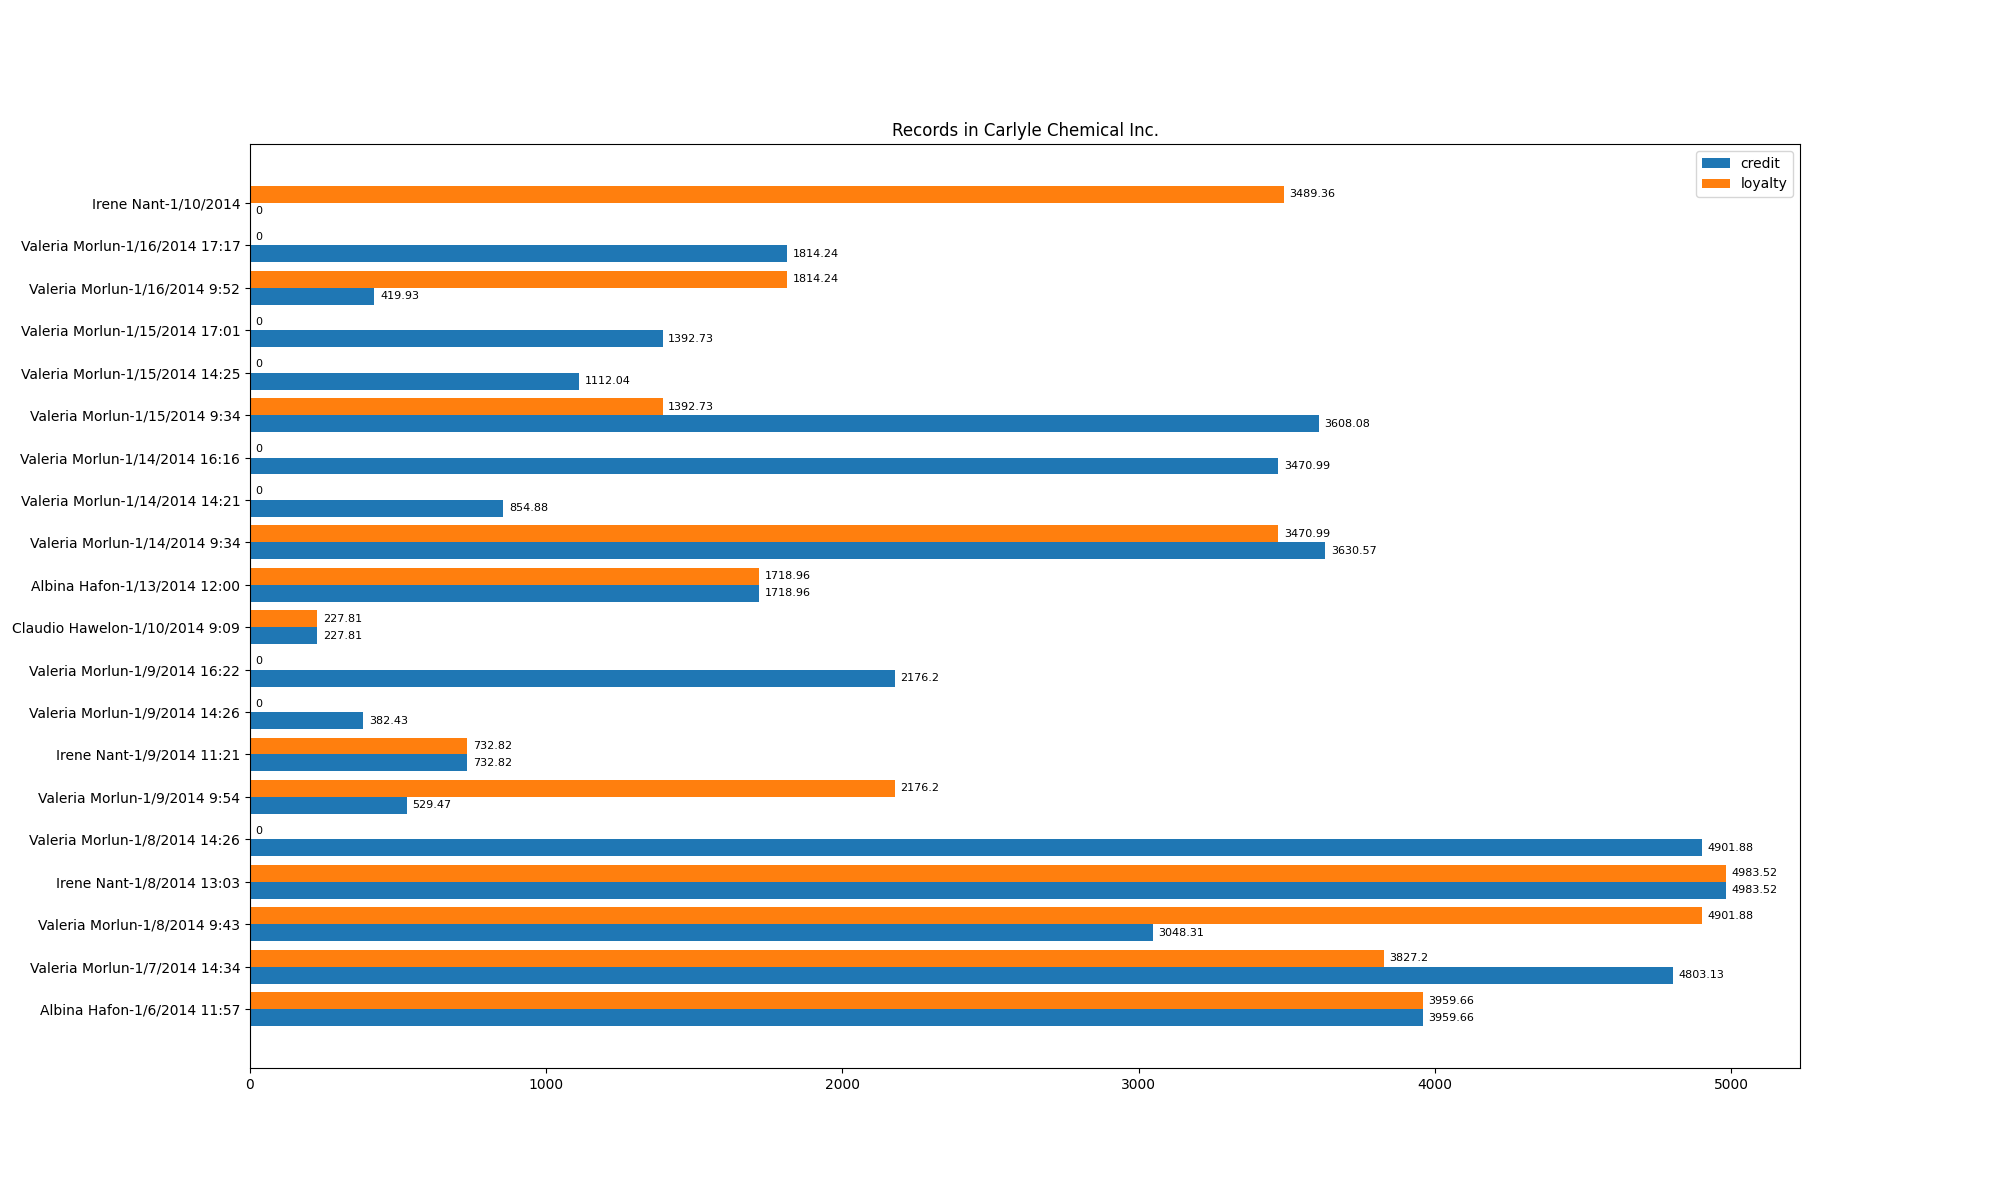 Records in Carlyle Chemical Inc.
credit
loyalty
Irene Nant-1/10/2014
3489.36
0
Valeria Morlun-1/16/2014 17:17
0
1814.24
Valeria Morlun-1/16/2014 9:52
1814.24
419.93
Valeria Morlun-1/15/2014 17:01
0
1392.73
Valeria Morlun-1/15/2014 14:25
0
1112.04
Valeria Morlun-1/15/2014 9:34
1392.73
3608.08
Valeria Morlun-1/14/2014 16:16
0
3470.99
Valeria Morlun-1/14/2014 14:21
0
854.88
Valeria Morlun-1/14/2014 9:34
3470.99
3630.57
Albina Hafon-1/13/2014 12:00
1718.96
1718.96
Claudio Hawelon-1/10/2014 9:09
227.81
227.81
Valeria Morlun-1/9/2014 16:22
0
2176.2
Valeria Morlun-1/9/2014 14:26
0
382.43
Irene Nant-1/9/2014 11:21
732.82
732.82
Valeria Morlun-1/9/2014 9:54
2176.2
529.47
Valeria Morlun-1/8/2014 14:26
0
4901.88
Irene Nant-1/8/2014 13:03
4983.52
4983.52
Valeria Morlun-1/8/2014 9:43
4901.88
3048.31
Valeria Morlun-1/7/2014 14:34
3827.2
4803.13
Albina Hafon-1/6/2014 11:57
3959.66
3959.66
0 1000 2000 3000 4000 5000